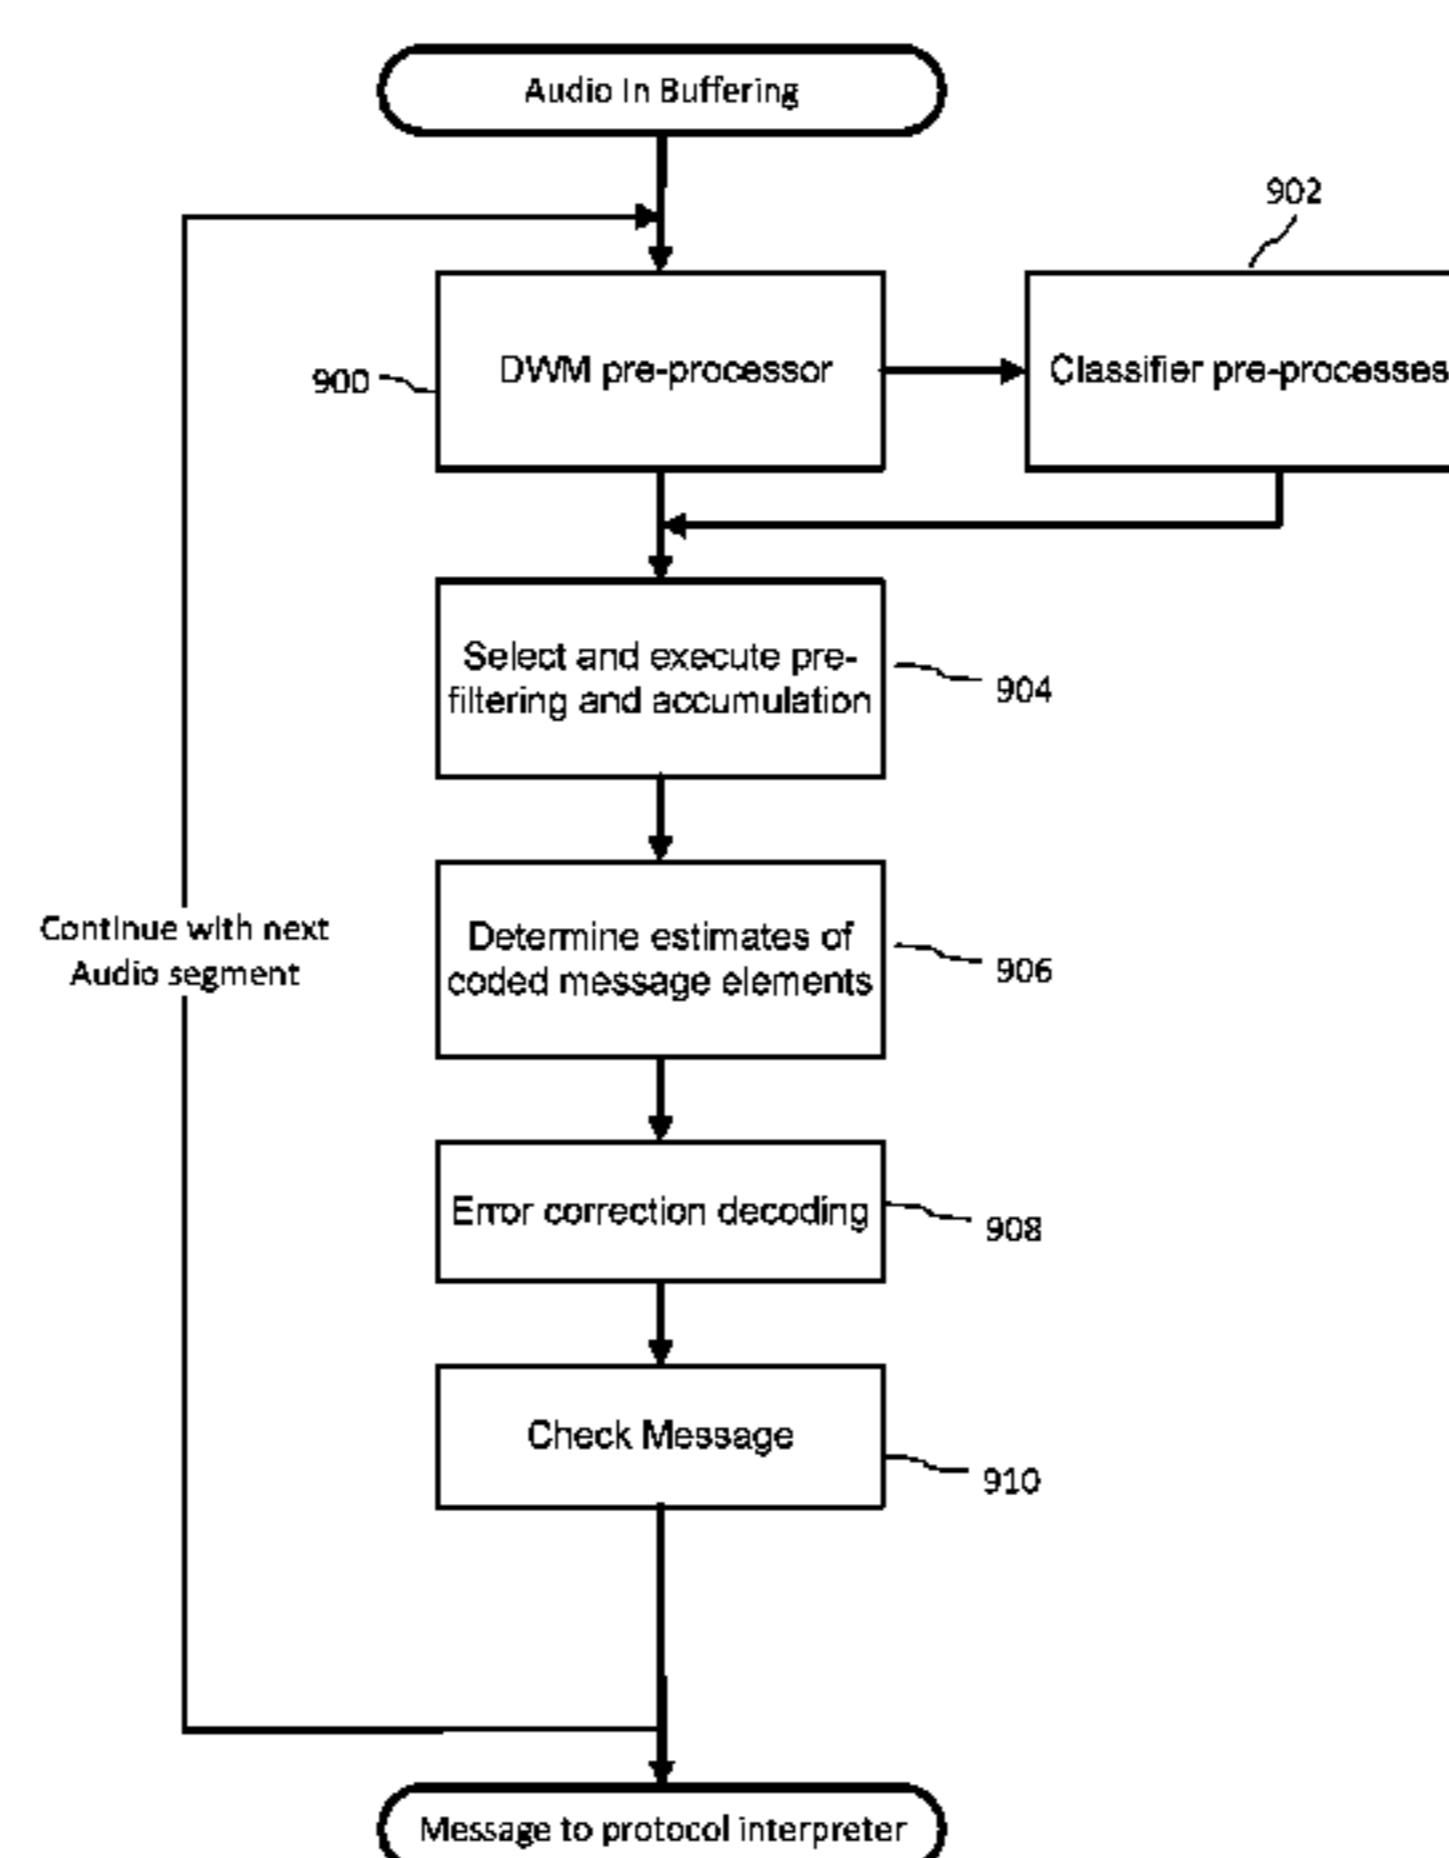 Audio In Buffering
902
DWM pre-processor
Classifier pre-processes
900
Select and execute pre-
filtering and accumulation
904
Continue with next
Audio segment
Determine estimates of
coded message elements
906
Error correction decoding
908
Check Message
910
Message to protocol interpreter